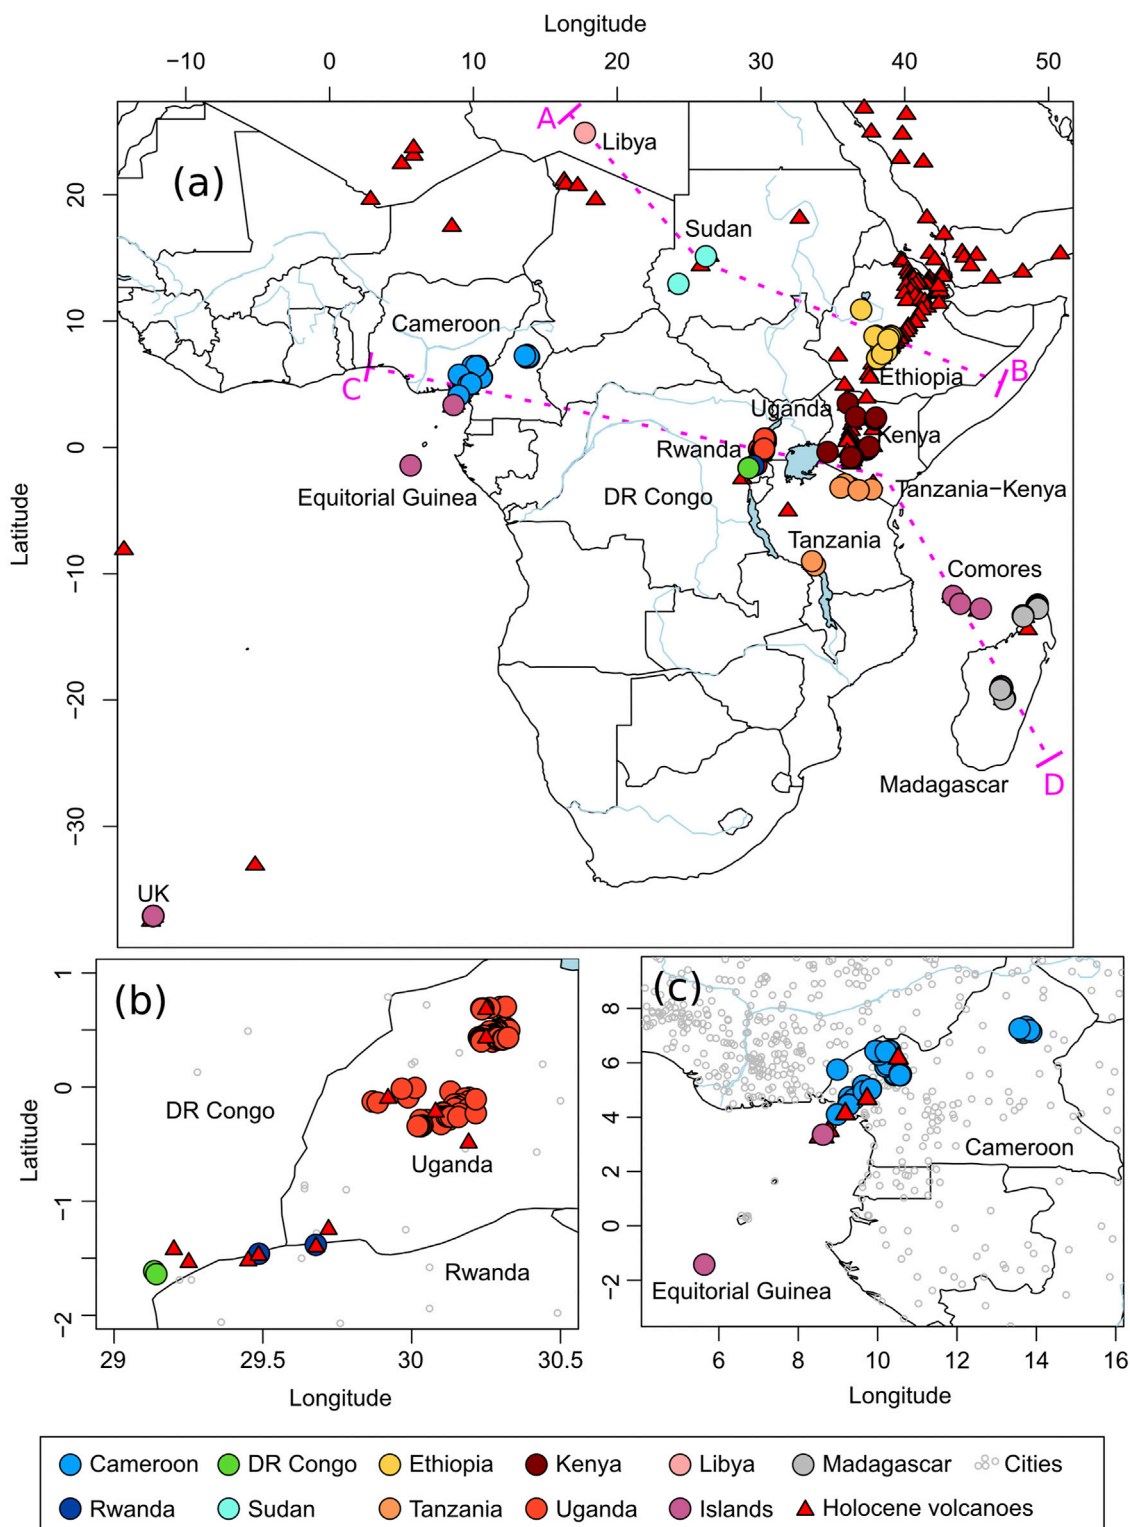 Longitude
−10 0 10 20 30 40 50
A
Libya
(a)
20
Sudan
10
Cameroon
C
B
Ethiopia
Uganda
Kenya
0
Rwanda
DR Congo
Equitorial Guinea
Tanzania−Kenya
Latitude
Tanzania
−10
Comores
−20
Madagascar
D
−30
UK
(b)
1
0
DR Congo
Uganda
Latitude
−1
Rwanda
−2
29 29.5 30 30.5
Longitude
(c)
8
6
4
Cameroon
2
0
Equitorial Guinea
−2
6 8 10 12 14 16
Longitude
Cameroon DR Congo Ethiopia Kenya Libya Madagascar Cities
Rwanda Sudan Tanzania Uganda Islands Holocene volcanoes